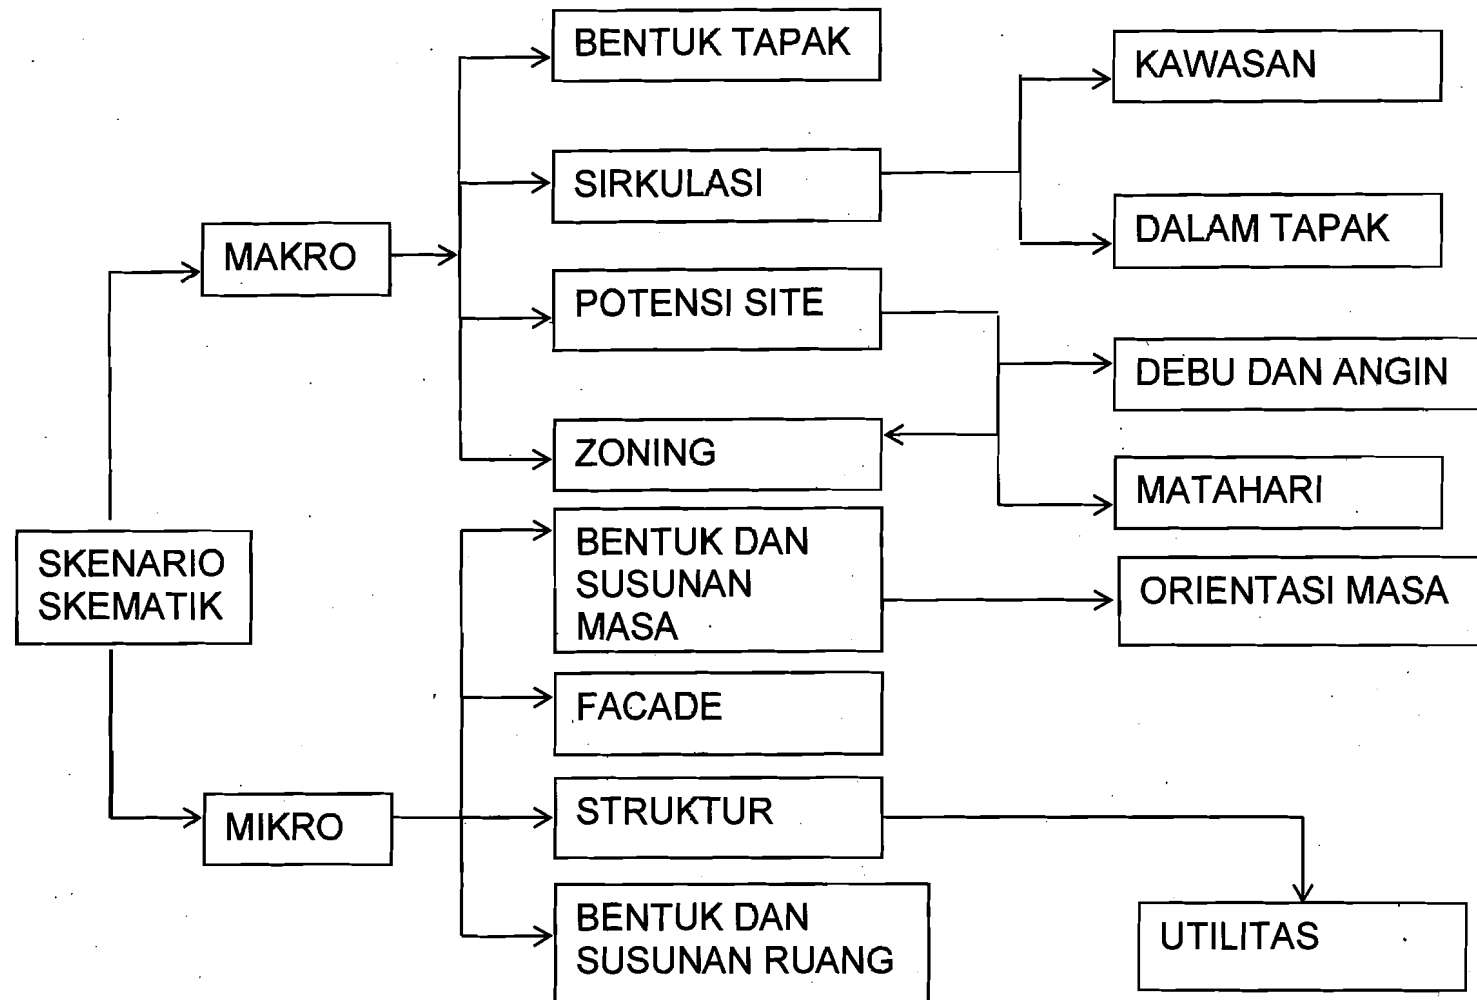 BENTUK TAPAK
KAWASAN
SIRKULASI
DALAM TAPAK
MAKRO
POTENSI SITE
DEBU DAN ANGIN
ZONING
MATAHARI
SKENARIO
SKEMATIK
BENTUK DAN
SUSUNAN
MASA
ORIENTASI MASA
FACADE
MIKRO
STRUKTUR
BENTUK DAN
SUSUNAN RUANG
UTILITAS